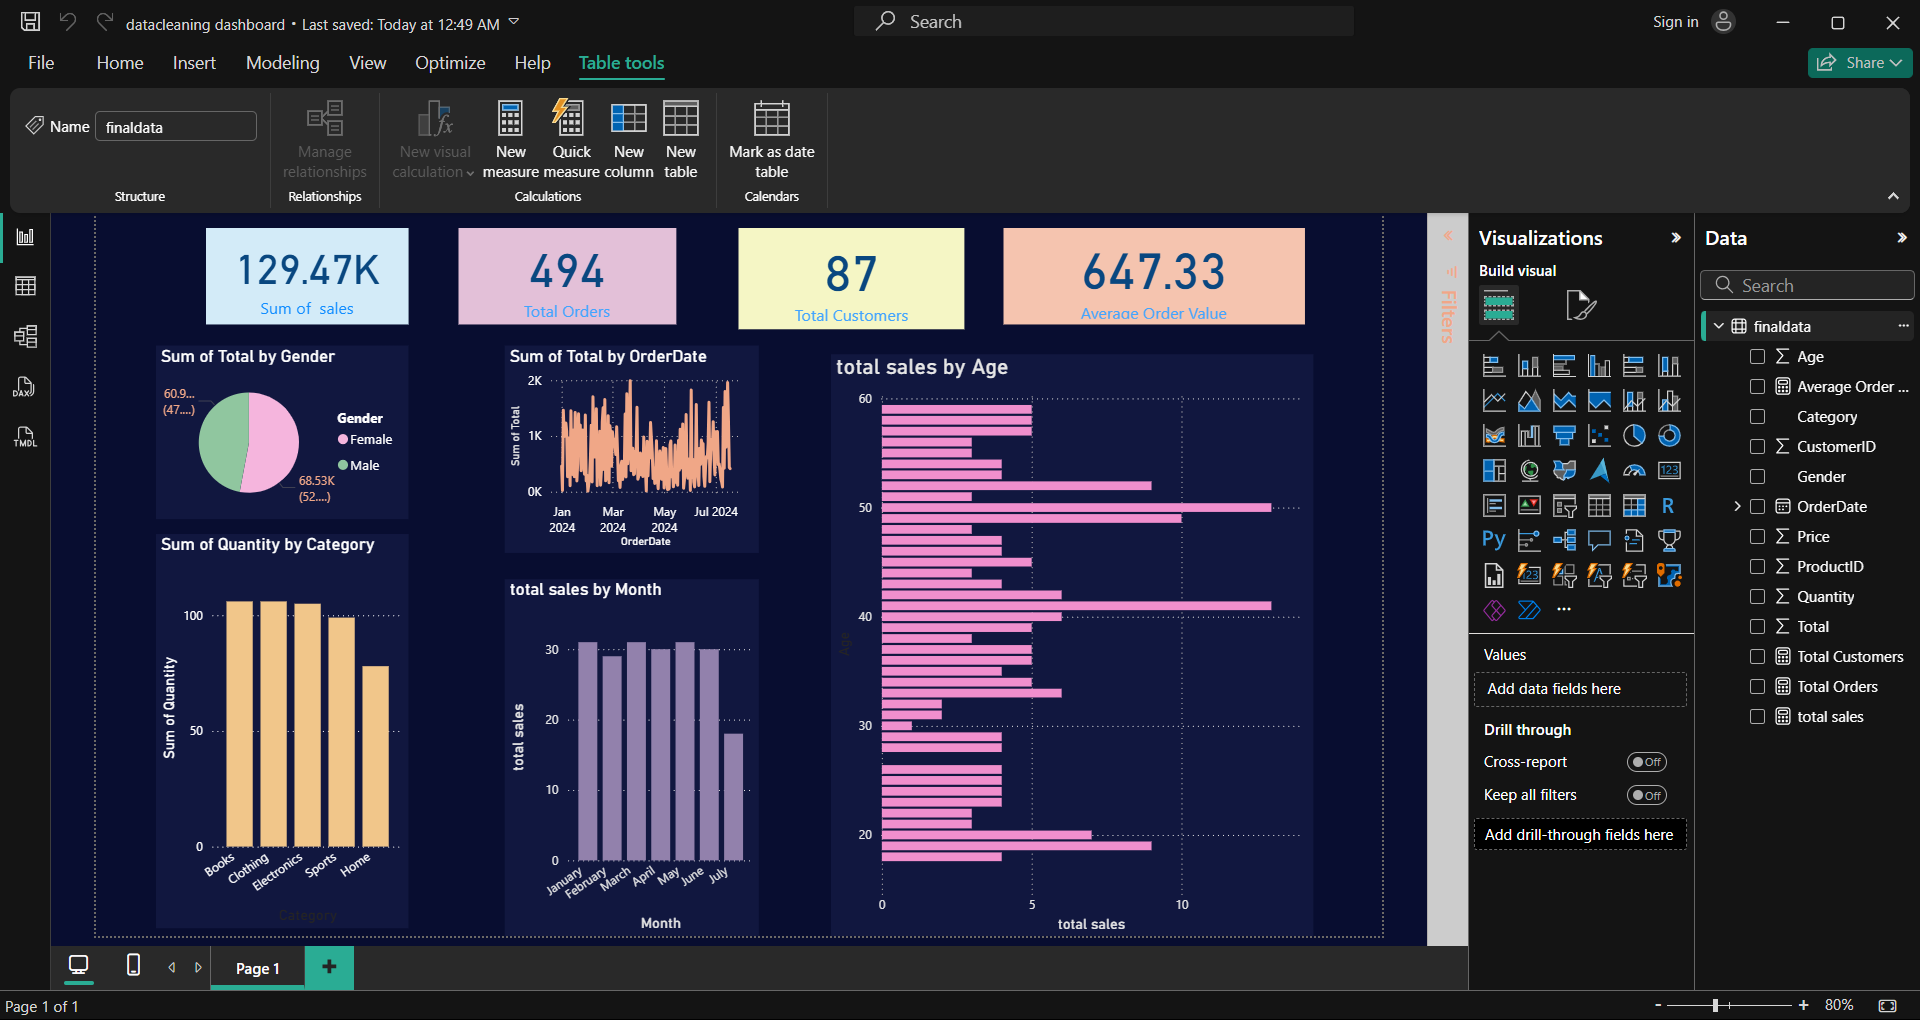 datacleaning dashboard • Last saved: Today at 12:49 AM
Search
Sign in
File Home Insert Modeling View Optimize Help Table tools
Share
Name finaldata
Structure
Manage relationships
Relationships
New visual calculation
New measure
Quick measure
New column
New table
Calculations
Mark as date table
Calendars
DAX
TMDL
129.47K
Sum of sales
494
Total Orders
87
Total Customers
647.33
Average Order Value
Sum of Total by Gender
60.9...
(47....)
68.53K
(52....)
Gender
Female
Male
Sum of Total by OrderDate
Sum of Total
2K
1K
0K
Jan 2024
Mar 2024
May 2024
Jul 2024
OrderDate
Sum of Quantity by Category
Sum of Quantity
100
50
0
Books
Clothing
Electronics
Sports
Home
Category
total sales by Month
total sales
30
20
10
0
January
February
March
April
May
June
July
Month
total sales by Age
Age
60
50
40
30
20
0
5
10
total sales
Filters
Visualizations
Build visual
123
R
Py
123
Values
Add data fields here
Drill through
Cross-report
Off
Keep all filters
Off
Add drill-through fields here
Data
Search
finaldata
Age
Average Order ...
Category
CustomerID
Gender
OrderDate
Price
ProductID
Quantity
Total
Total Customers
Total Orders
total sales
Page 1
Page 1 of 1
80%